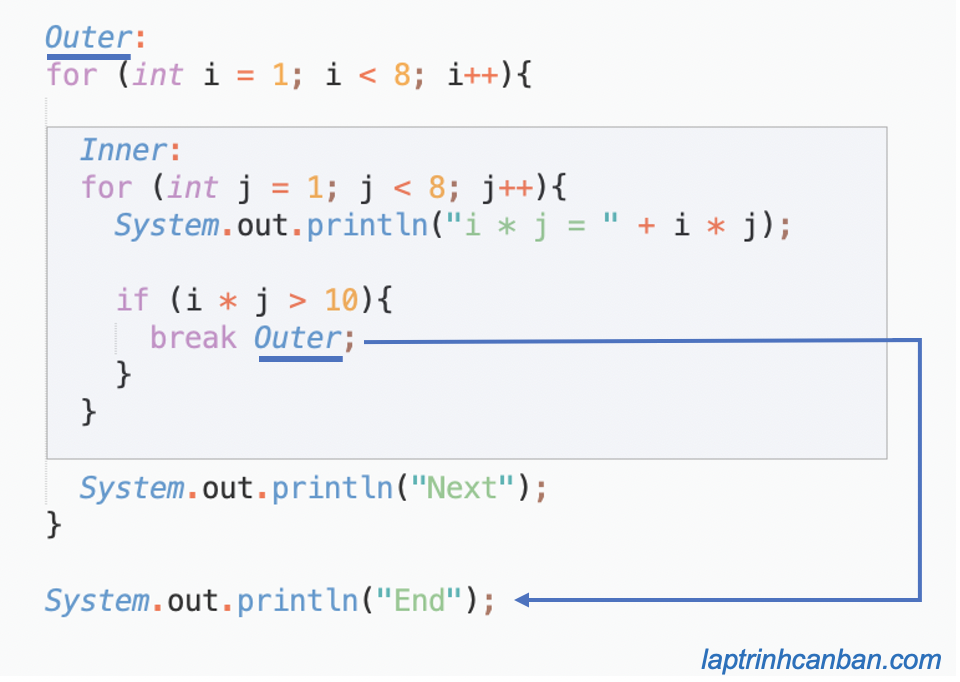 Outer:
for (int i = 1; i < 8; i++){
Inner:
for (int j = 1; j < 8; j++){
System.out.println("i * j = " + i * j);
if (i * j > 10){
break Outer;
}
}
System.out.println("Next");
}
System.out.println("End");
laptrinhcanban.com